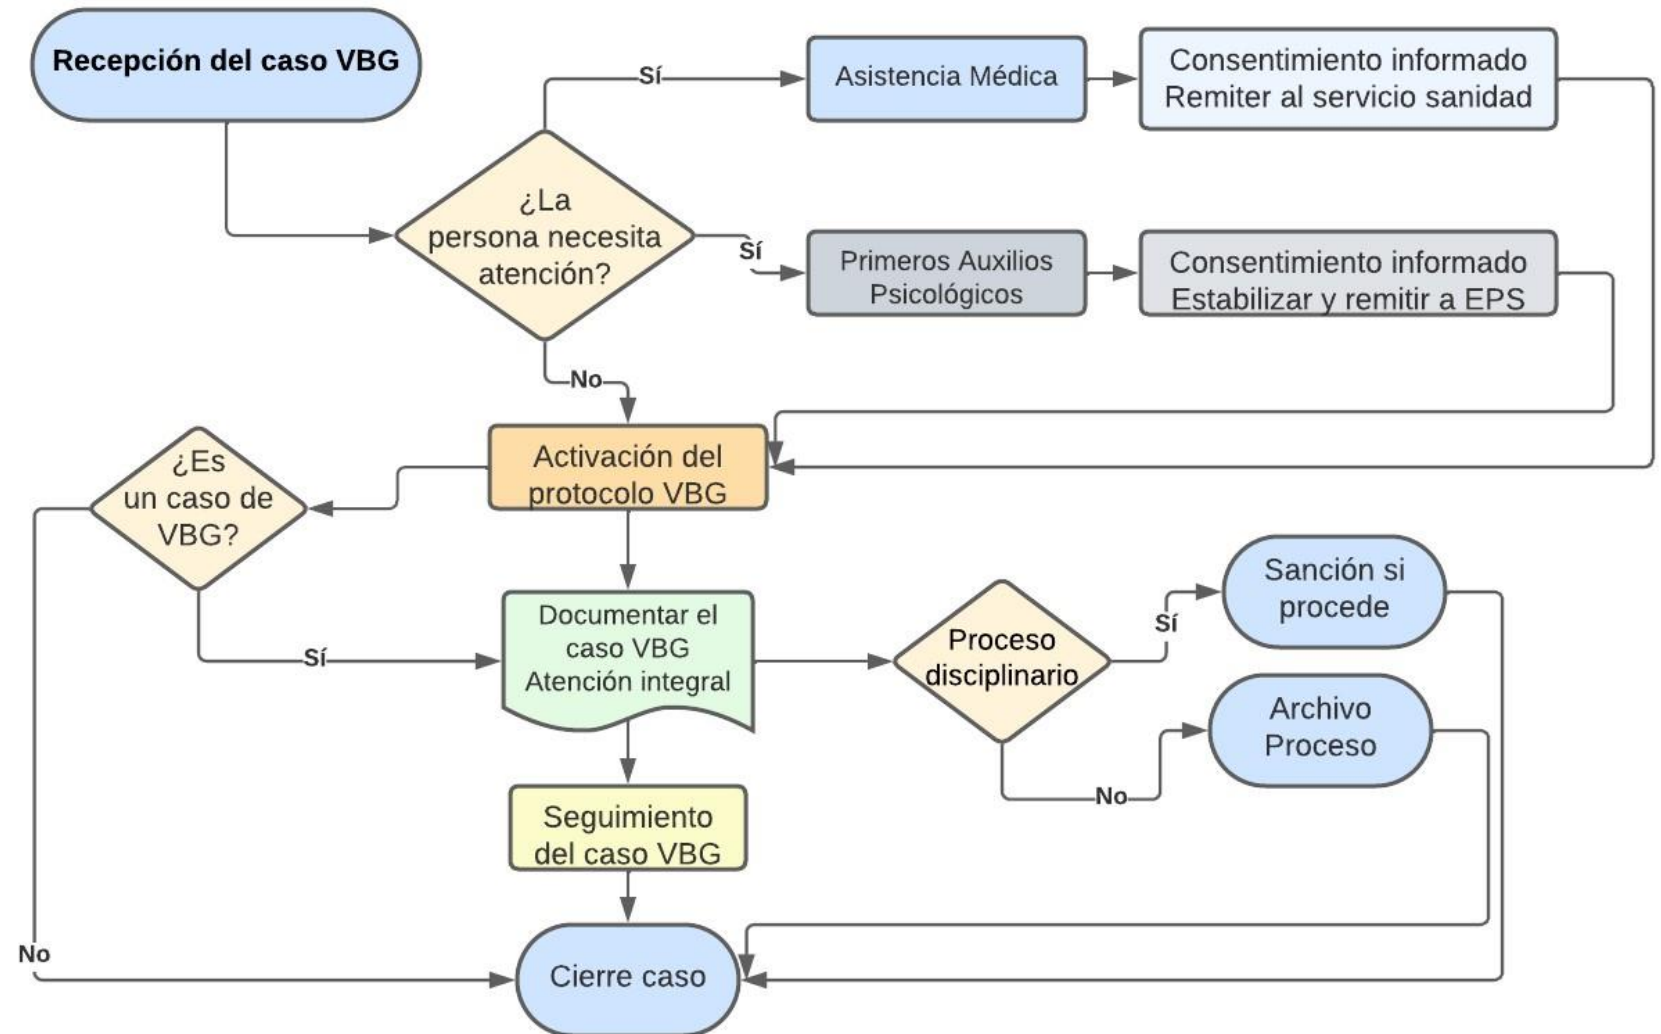 Recepción del caso VBG
Sí
Asistencia Médica
Consentimiento informado
Remiter al servicio sanidad
¿La
persona necesita
atención?
Sí
Primeros Auxilios
Psicológicos
Consentimiento informado
Estabilizar y remitir a EPS
No
Activación del
protocolo VBG
¿Es
un caso de
VBG?
Sí
Documentar el
caso VBG
Atención integral
Proceso
disciplinario
Sí
Sanción si
procede
No
Archivo
Proceso
Seguimiento
del caso VBG
No
Cierre caso